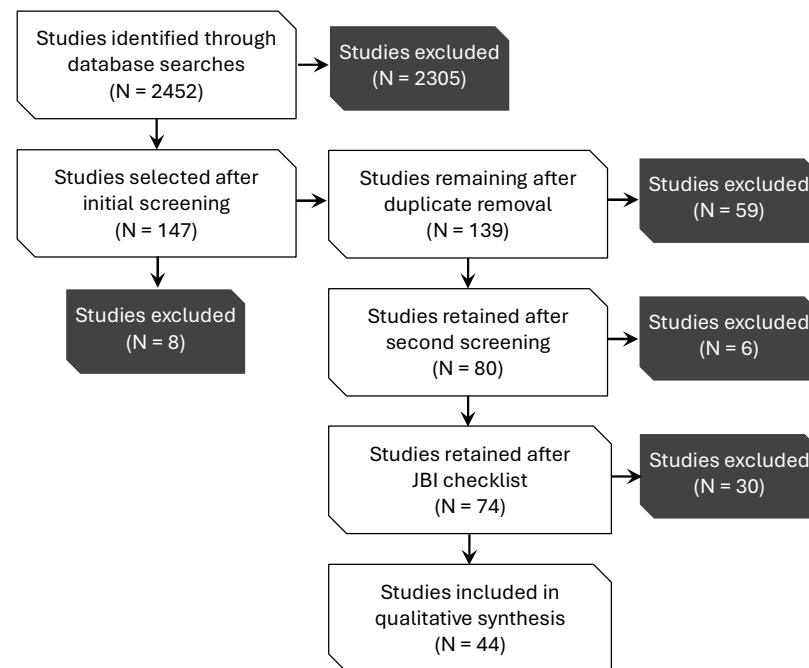 Studies identified through
database searches
(N = 2452)
Studies excluded
(N = 2305)
Studies selected after
initial screening
(N = 147)
Studies remaining after
duplicate removal
(N = 139)
Studies excluded
(N = 59)
Studies excluded
(N = 8)
Studies retained after
second screening
(N = 80)
Studies excluded
(N = 6)
Studies retained after
JBI checklist
(N = 74)
Studies excluded
(N = 30)
Studies included in
qualitative synthesis
(N = 44)